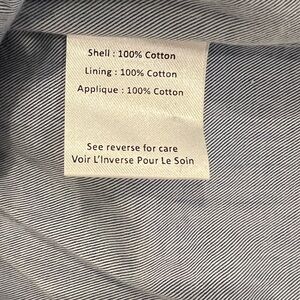 Shell : 100% Cotton
Lining : 100% Cotton
Applique : 100% Cotton
See reverse for care
Voir L'Inverse Pour Le Soin